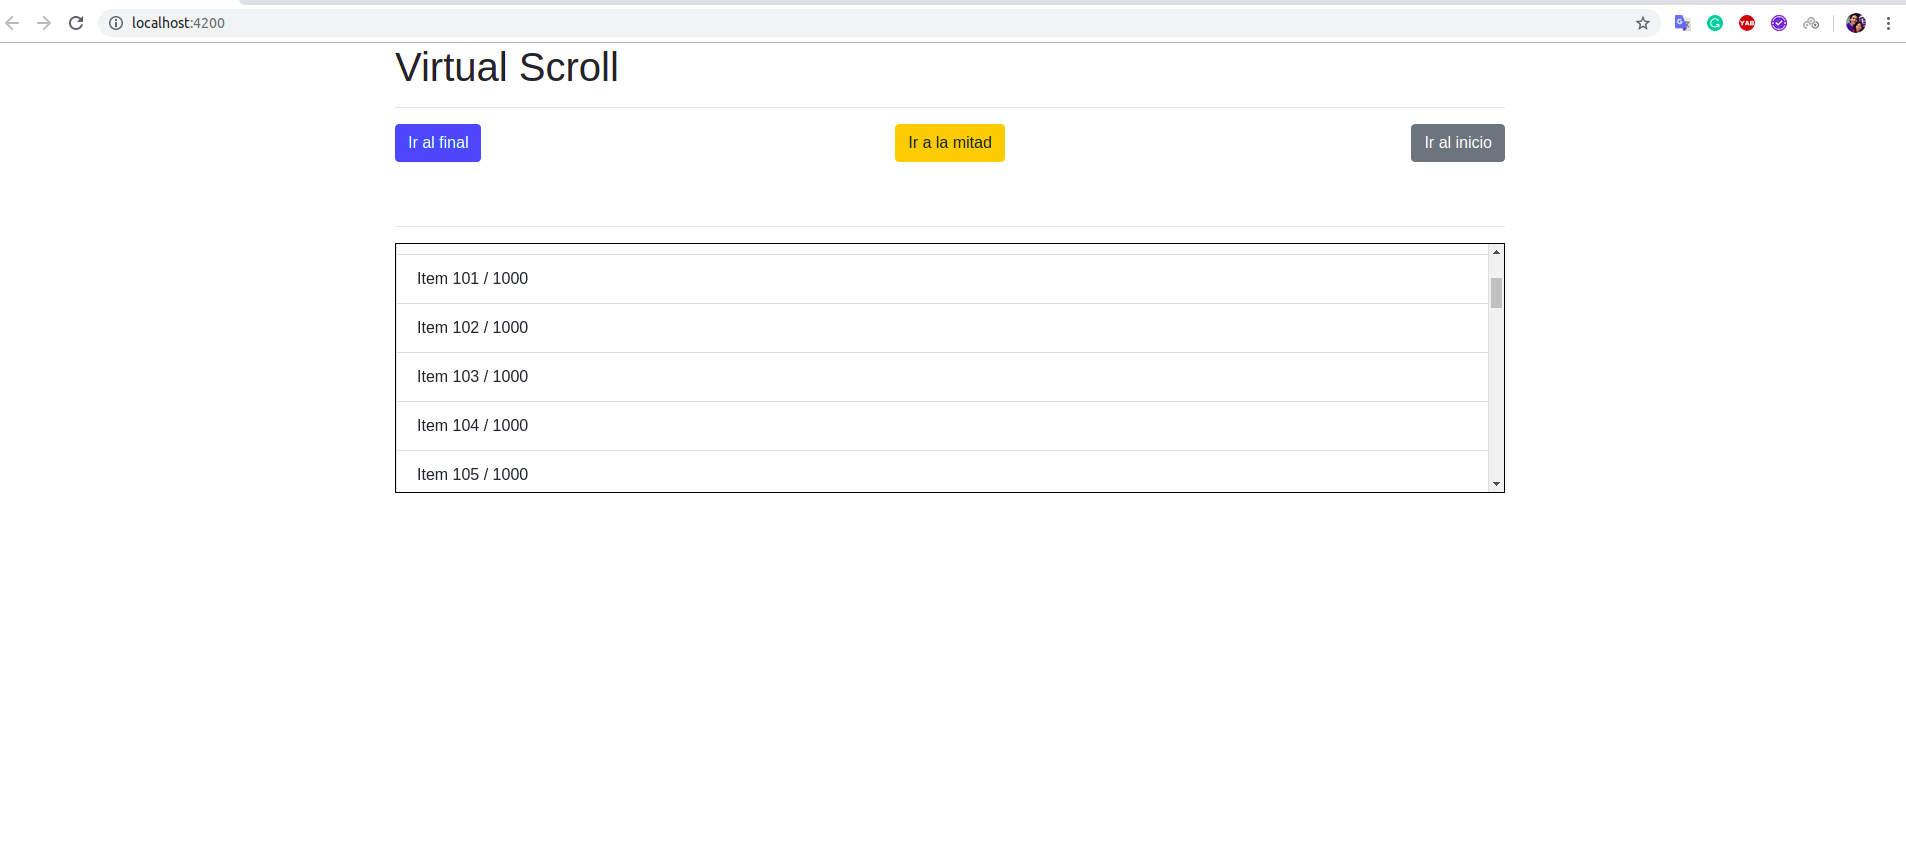 localhost:4200
YAB
Virtual Scroll
Ir al final
Ir a la mitad
Ir al inicio
Item 101 / 1000
Item 102 / 1000
Item 103 / 1000
Item 104 / 1000
Item 105 / 1000